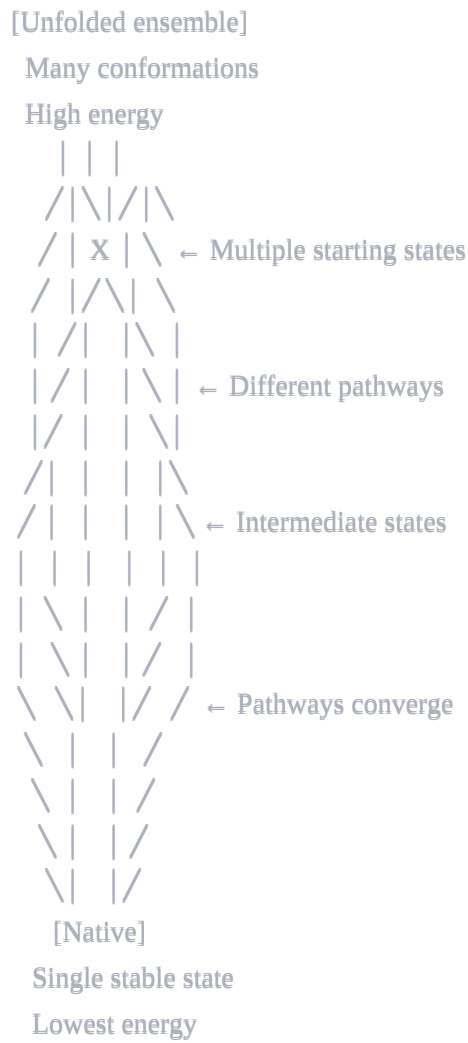 [Unfolded ensemble]
Many conformations
High energy
| | |
/|\|/|\
/ | X | \ ← Multiple starting states
/ |/\| \
| /| |\ |
| / | | \ | ← Different pathways
|/ | | \|
/| | | |\
/ | | | | \ ← Intermediate states
| | | | | |
| \ | | / |
| \| |/ |
\ \| |/ / ← Pathways converge
\ | | /
\ | | /
\ | | /
\| |/
[Native]
Single stable state
Lowest energy